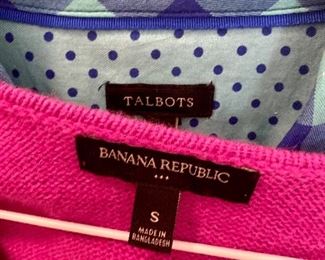 TALBOTS
BANANA REPUBLIC
S
MADE IN
BANGLADESH